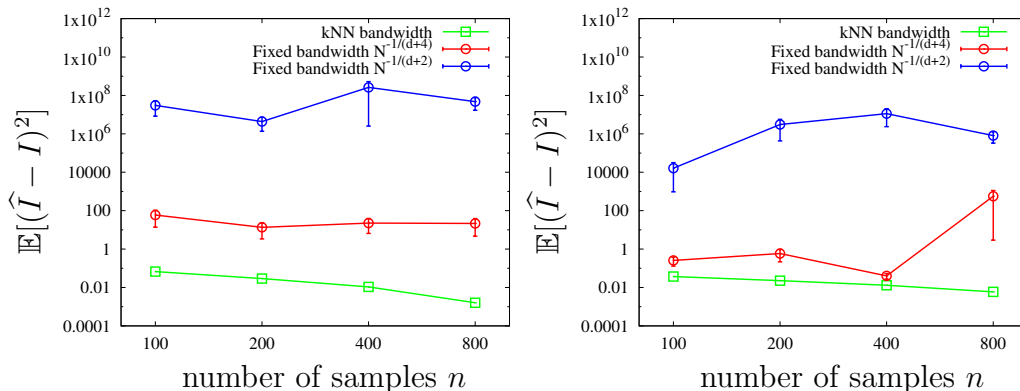 1x10^12
1x10^10
1x10^8
1x10^6
10000
100
1
0.01
0.0001
𝔼[(Î − I)^2]
kNN bandwidth
Fixed bandwidth N^-1/(d+4)
Fixed bandwidth N^-1/(d+2)
100 200 400 800
number of samples n
1x10^12
1x10^10
1x10^8
1x10^6
10000
100
1
0.01
0.0001
𝔼[(Î − I)^2]
kNN bandwidth
Fixed bandwidth N^-1/(d+4)
Fixed bandwidth N^-1/(d+2)
100 200 400 800
number of samples n